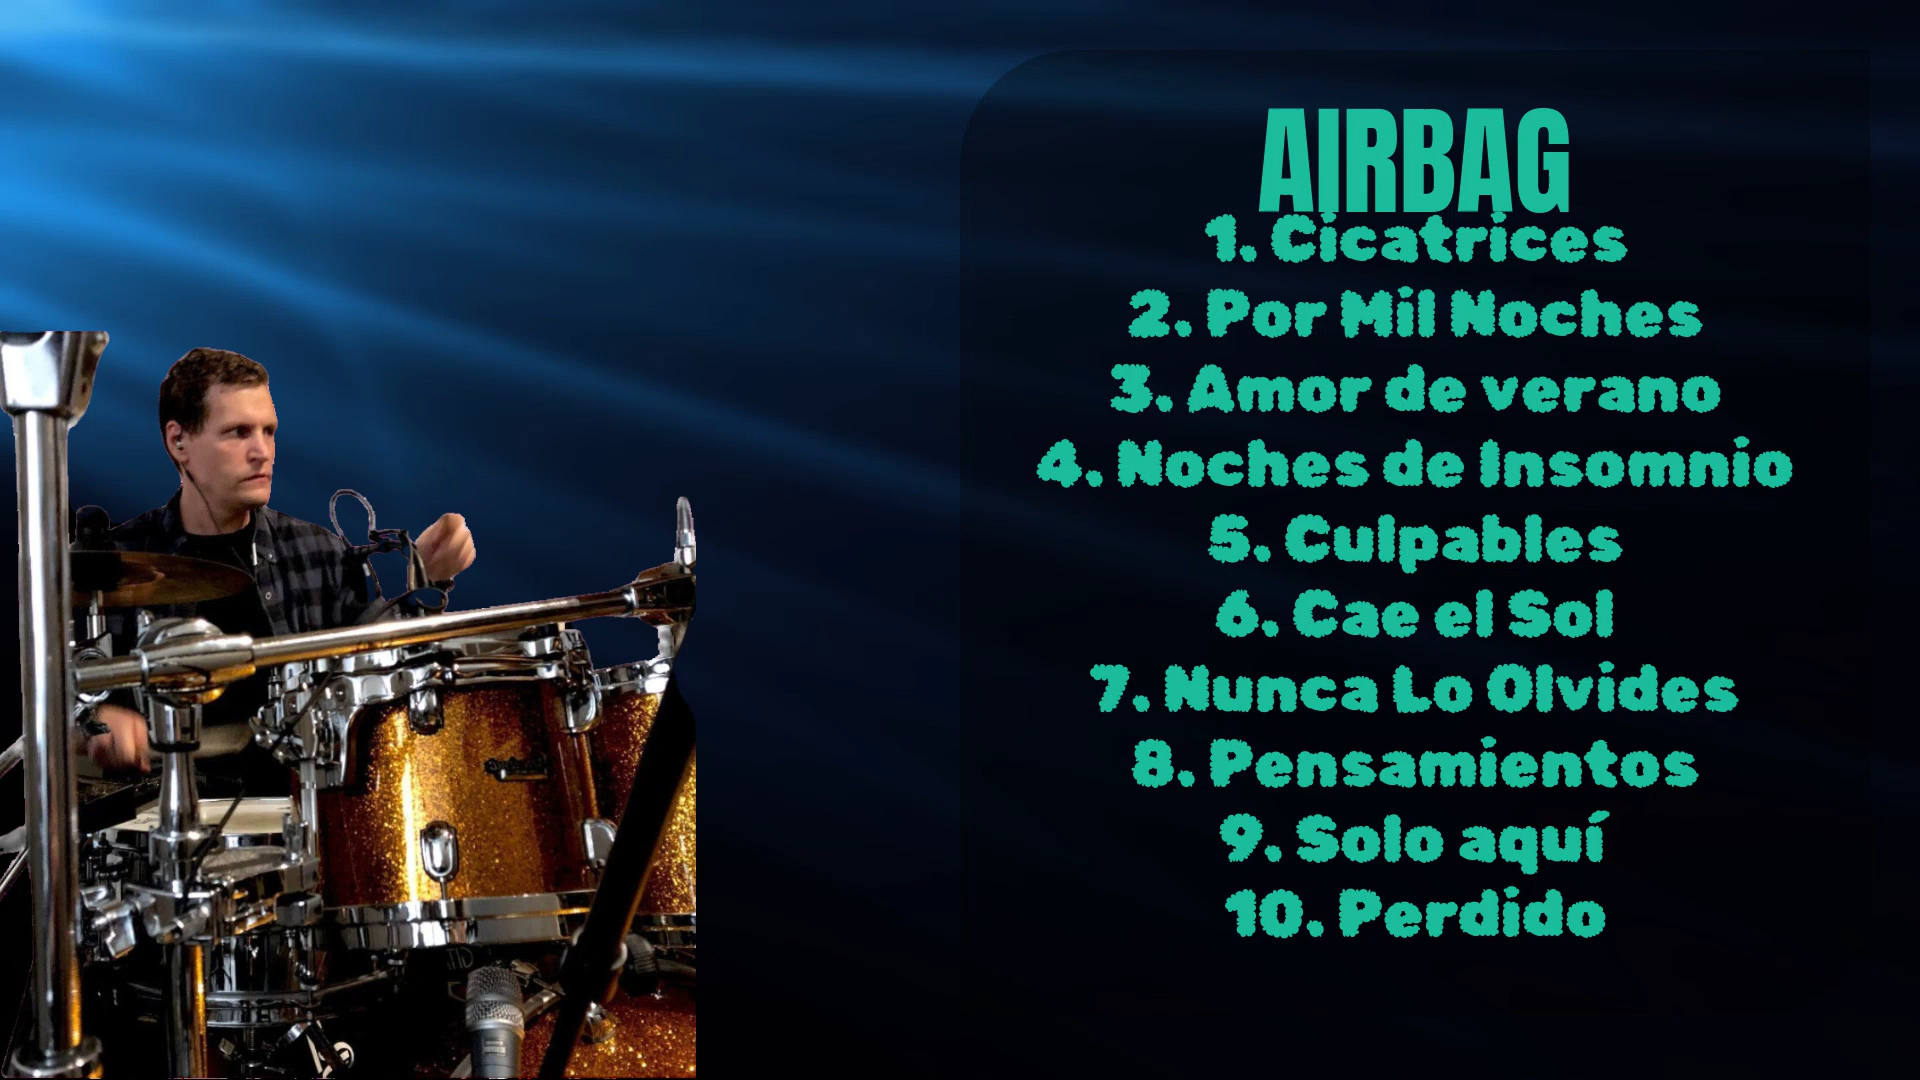 AIRBAG
1. Cicatrices
2. Por Mil Noches
3. Amor de verano
4. Noches de Insomnio
5. Culpables
6. Cae el Sol
7. Nunca Lo Olvides
8. Pensamientos
9. Solo aquí
10. Perdido